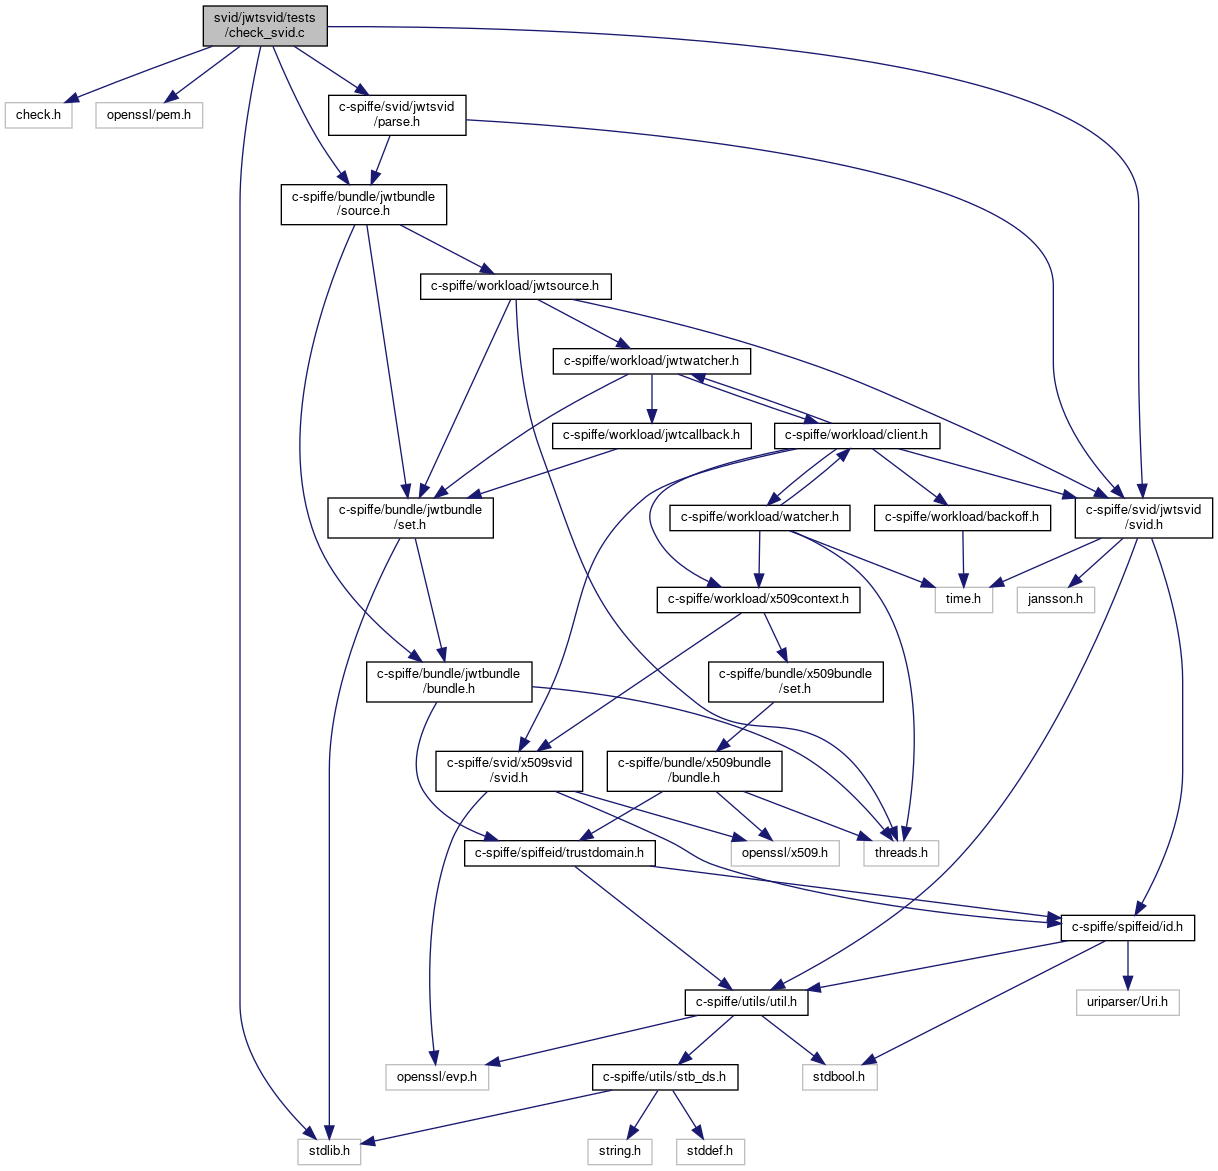 svid/jwtsvid/tests
/check_svid.c
check.h
openssl/pem.h
c-spiffe/svid/jwtsvid
/parse.h
c-spiffe/bundle/jwtbundle
/source.h
c-spiffe/workload/jwtsource.h
c-spiffe/workload/jwtwatcher.h
c-spiffe/workload/jwtcallback.h
c-spiffe/workload/client.h
c-spiffe/bundle/jwtbundle
/set.h
c-spiffe/workload/watcher.h
c-spiffe/workload/backoff.h
c-spiffe/svid/jwtsvid
/svid.h
c-spiffe/workload/x509context.h
time.h
jansson.h
c-spiffe/bundle/jwtbundle
/bundle.h
c-spiffe/bundle/x509bundle
/set.h
c-spiffe/svid/x509svid
/svid.h
c-spiffe/bundle/x509bundle
/bundle.h
c-spiffe/spiffeid/trustdomain.h
openssl/x509.h
threads.h
c-spiffe/spiffeid/id.h
c-spiffe/utils/util.h
uriparser/Uri.h
openssl/evp.h
c-spiffe/utils/stb_ds.h
stdbool.h
stdlib.h
string.h
stddef.h